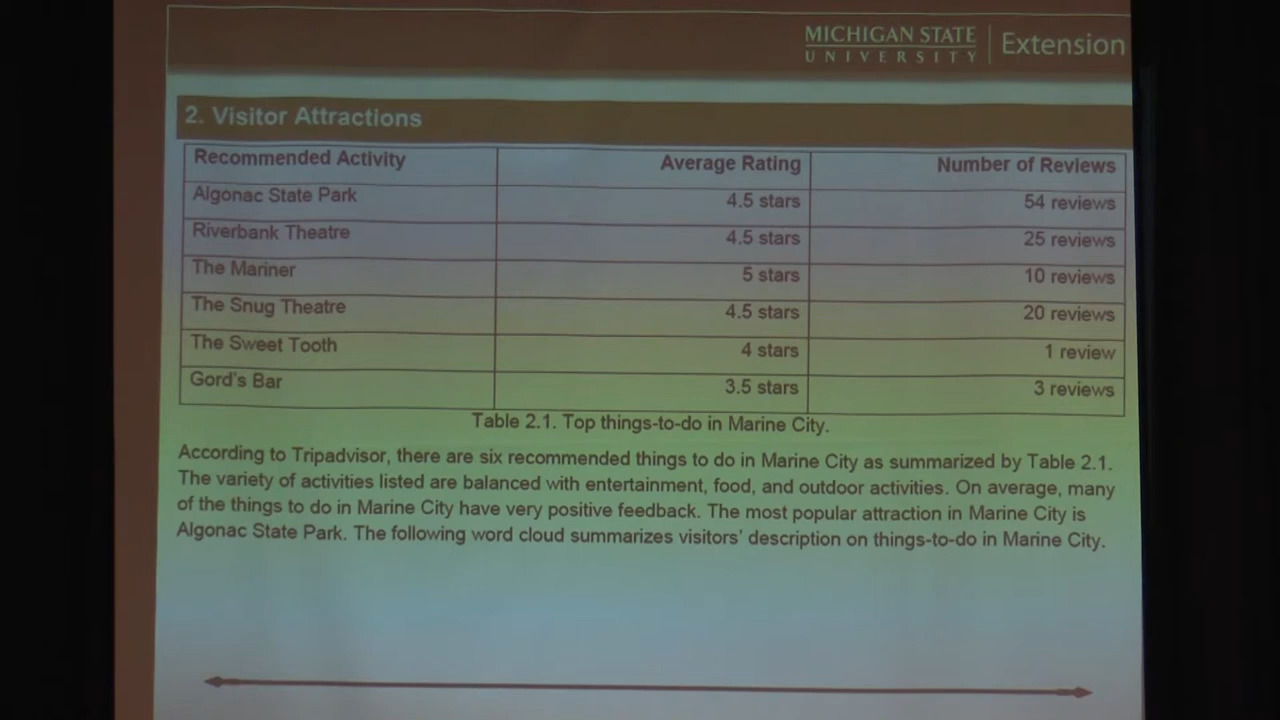 MICHIGAN STATE
UNIVERSITY
Extension
2. Visitor Attractions
Recommended Activity Average Rating Number of Reviews
Algonac State Park 4.5 stars 54 reviews
Riverbank Theatre 4.5 stars 25 reviews
The Mariner 5 stars 10 reviews
The Snug Theatre 4.5 stars 20 reviews
The Sweet Tooth 4 stars 1 review
Gord's Bar 3.5 stars 3 reviews
Table 2.1. Top things-to-do in Marine City.
According to Tripadvisor, there are six recommended things to do in Marine City as summarized by Table 2.1.
The variety of activities listed are balanced with entertainment, food, and outdoor activities. On average, many
of the things to do in Marine City have very positive feedback. The most popular attraction in Marine City is
Algonac State Park. The following word cloud summarizes visitors' description on things-to-do in Marine City.